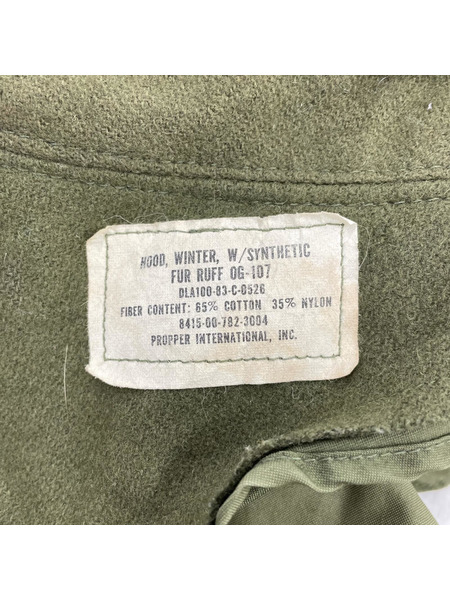 HOOD, WINTER, W/SYNTHETIC
FUR RUFF OG-107
DLA100-83-C-0526
FIBER CONTENT: 65% COTTON 35% NYLON
8415-00-782-3004
PROPPER INTERNATIONAL, INC.